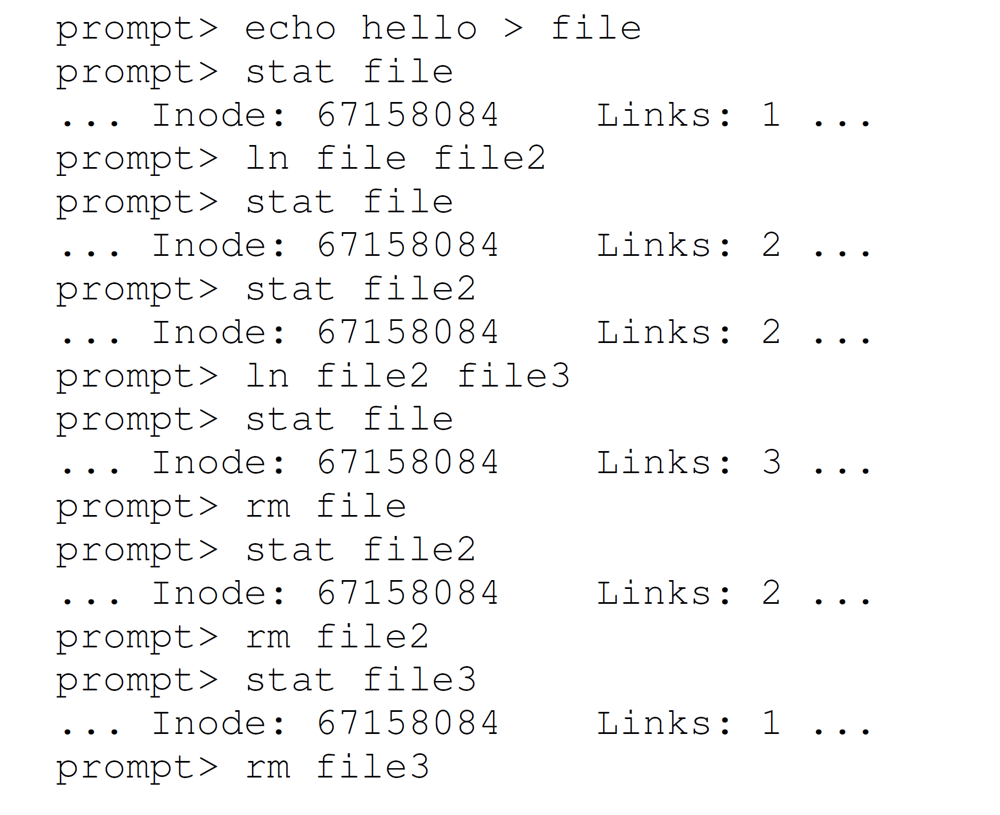 prompt> echo hello > file
prompt> stat file
... Inode: 67158084    Links: 1 ...
prompt> ln file file2
prompt> stat file
... Inode: 67158084    Links: 2 ...
prompt> stat file2
... Inode: 67158084    Links: 2 ...
prompt> ln file2 file3
prompt> stat file
... Inode: 67158084    Links: 3 ...
prompt> rm file
prompt> stat file2
... Inode: 67158084    Links: 2 ...
prompt> rm file2
prompt> stat file3
... Inode: 67158084    Links: 1 ...
prompt> rm file3